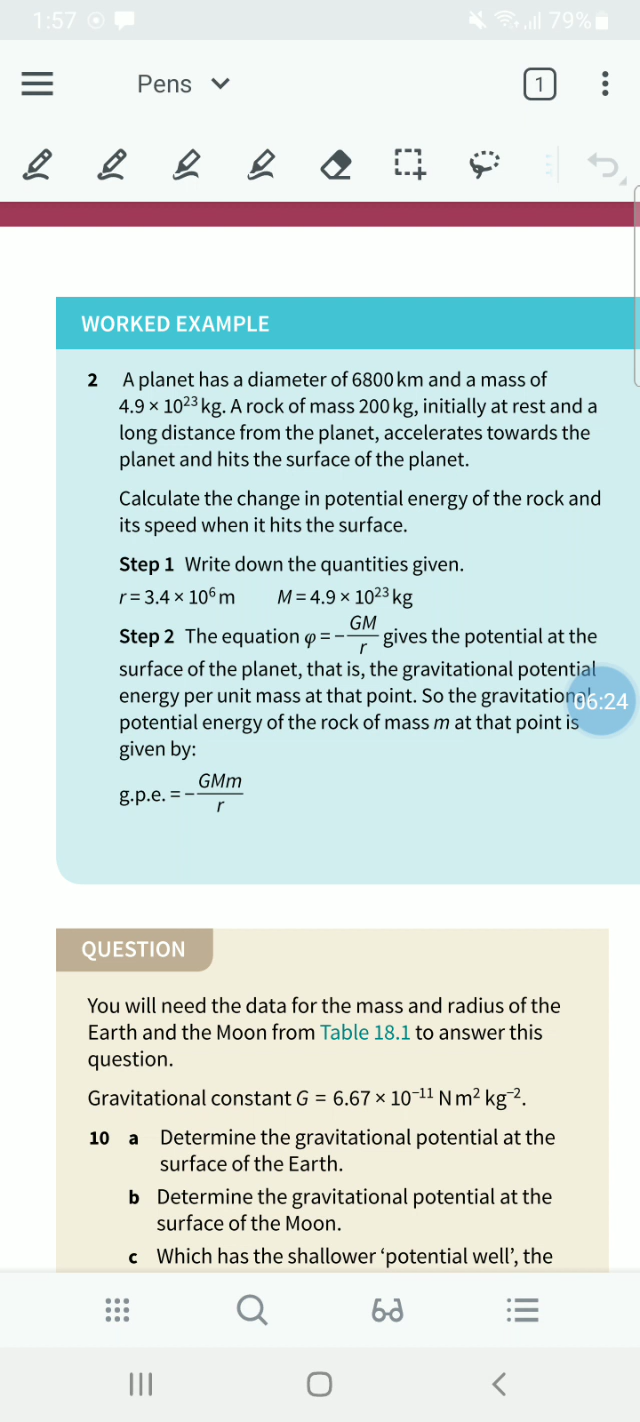 1:57
79%
Pens
1
WORKED EXAMPLE
2 A planet has a diameter of 6800 km and a mass of
4.9 × 10²³ kg. A rock of mass 200 kg, initially at rest and a
long distance from the planet, accelerates towards the
planet and hits the surface of the planet.
Calculate the change in potential energy of the rock and
its speed when it hits the surface.
Step 1 Write down the quantities given.
r = 3.4 × 10⁶ m M = 4.9 × 10²³ kg
Step 2 The equation φ = −GM/r gives the potential at the
surface of the planet, that is, the gravitational potential
energy per unit mass at that point. So the gravitational
06:24
potential energy of the rock of mass m at that point is
given by:
g.p.e. = −GMm/r
QUESTION
You will need the data for the mass and radius of the
Earth and the Moon from Table 18.1 to answer this
question.
Gravitational constant G = 6.67 × 10⁻¹¹ N m² kg⁻².
10 a Determine the gravitational potential at the
surface of the Earth.
b Determine the gravitational potential at the
surface of the Moon.
c Which has the shallower ‘potential well’, the